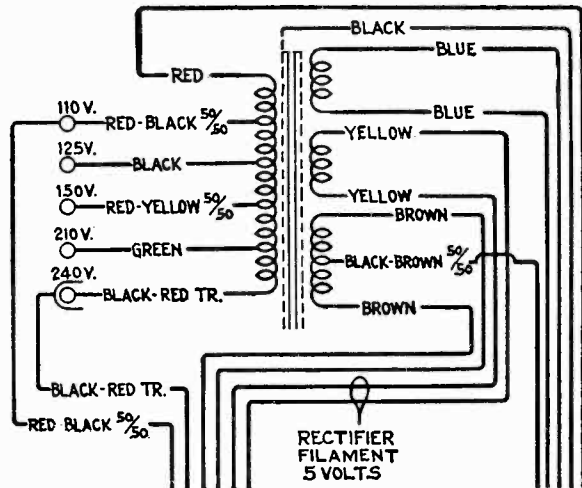 BLACK
BLUE
RED
110 V.
RED-BLACK 50/50
BLUE
YELLOW
125V.
BLACK
150V.
RED-YELLOW 50/50
YELLOW
210 V.
BROWN
GREEN
BLACK-BROWN 50/50
240 V.
BLACK-RED TR.
BROWN
BLACK-RED TR.
RED BLACK 50/50
RECTIFIER
FILAMENT
5 VOLTS